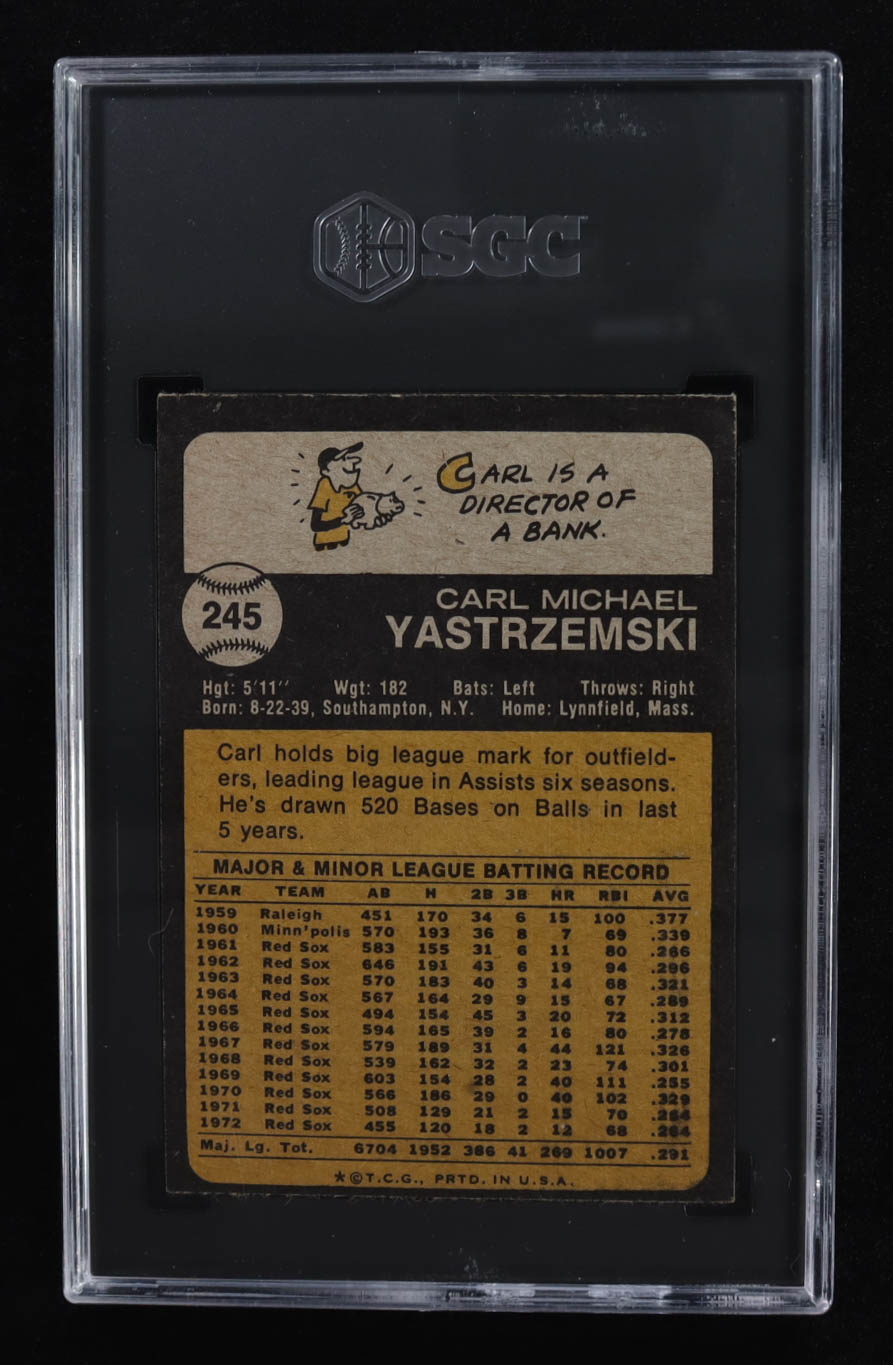 SGC
CARL IS A
DIRECTOR OF
A BANK.
245
CARL MICHAEL
YASTRZEMSKI
Hgt: 5'11" Wgt: 182 Bats: Left Throws: Right
Born: 8-22-39, Southampton, N.Y. Home: Lynnfield, Mass.
Carl holds big league mark for outfield-
ers, leading league in Assists six seasons.
He's drawn 520 Bases on Balls in last
5 years.
MAJOR & MINOR LEAGUE BATTING RECORD
YEAR TEAM AB H 2B 3B HR RBI AVG
1959 Raleigh 451 170 34 6 15 100 .377
1960 Minn'polis 570 193 36 8 7 69 .339
1961 Red Sox 583 155 31 6 11 80 .266
1962 Red Sox 646 191 43 6 19 94 .296
1963 Red Sox 570 183 40 3 14 68 .321
1964 Red Sox 567 164 29 9 15 67 .289
1965 Red Sox 494 154 45 3 20 72 .312
1966 Red Sox 594 165 39 2 16 80 .278
1967 Red Sox 579 189 31 4 44 121 .326
1968 Red Sox 539 162 32 2 23 74 .301
1969 Red Sox 603 154 28 2 40 111 .255
1970 Red Sox 566 186 29 0 40 102 .329
1971 Red Sox 508 129 21 2 15 70 .254
1972 Red Sox 455 120 18 2 12 68 .264
Maj. Lg. Tot. 6704 1952 386 41 269 1007 .291
*©T.C.G., PRTD. IN U.S.A.